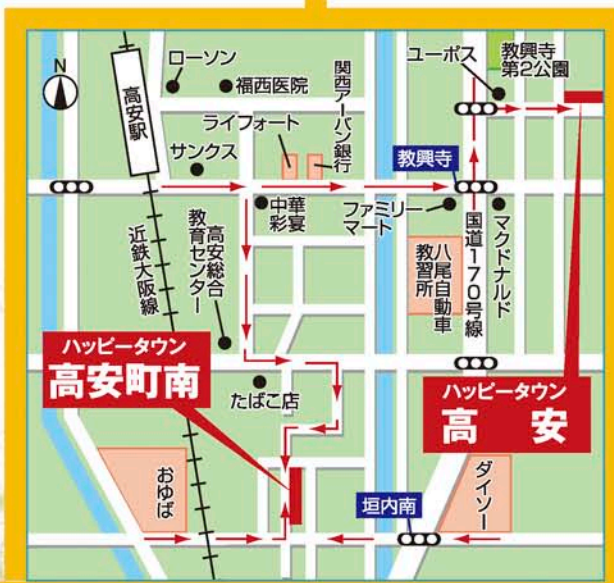 N
高安駅
ローソン
福西医院
関西アーバン銀行
ライフォート
サンクス
ユーポス
教興寺
第2公園
教興寺
中華
彩宴
ファミリー
マート
マクドナルド
国道170号線
八尾自動車
教習所
近鉄大阪線
高安総合
教育センター
ハッピータウン
高安町南
たばこ店
ハッピータウン
高 安
おゆば
垣内南
ダイソー